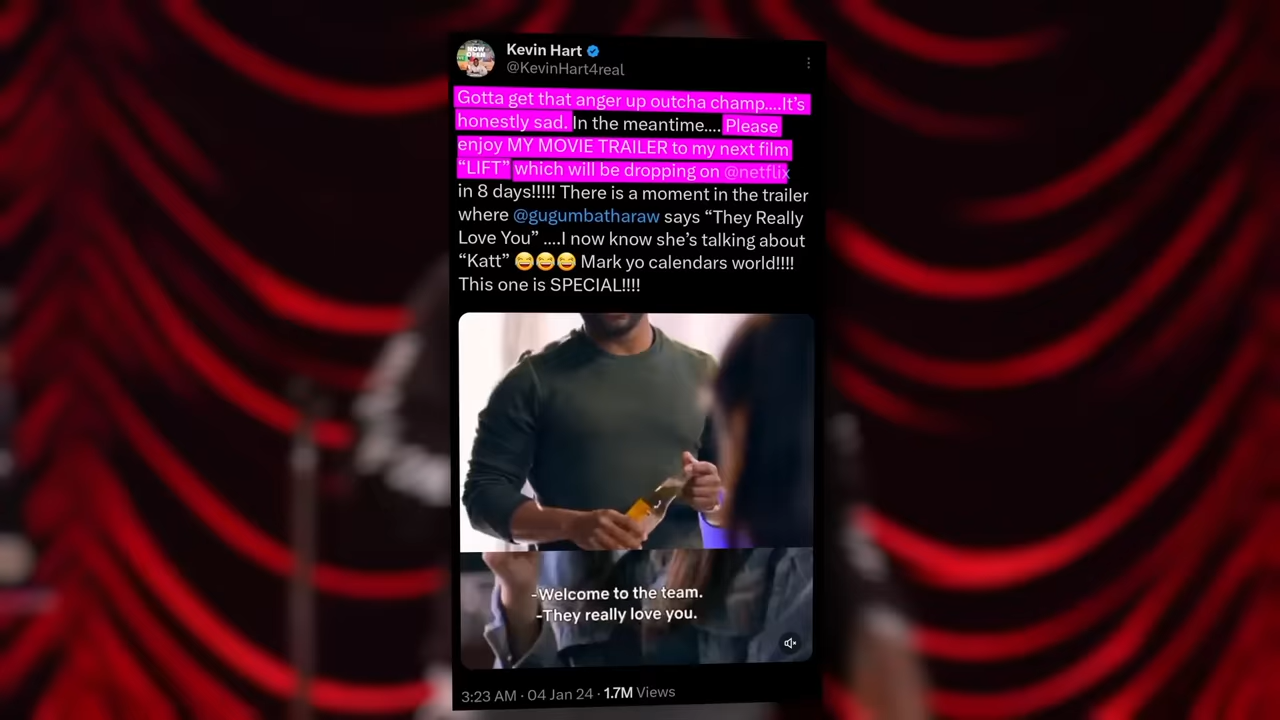 Kevin Hart
@KevinHart4real
Gotta get that anger up outcha champ....It's
honestly sad. In the meantime.... Please
enjoy MY MOVIE TRAILER to my next film
“LIFT” which will be dropping on @netflix
in 8 days!!!!! There is a moment in the trailer
where @gugumbatharaw says “They Really
Love You” ....I now know she's talking about
“Katt” 😆😆😆 Mark yo calendars world!!!!
This one is SPECIAL!!!!
-Welcome to the team.
-They really love you.
3:23 AM · 04 Jan 24 · 1.7M Views